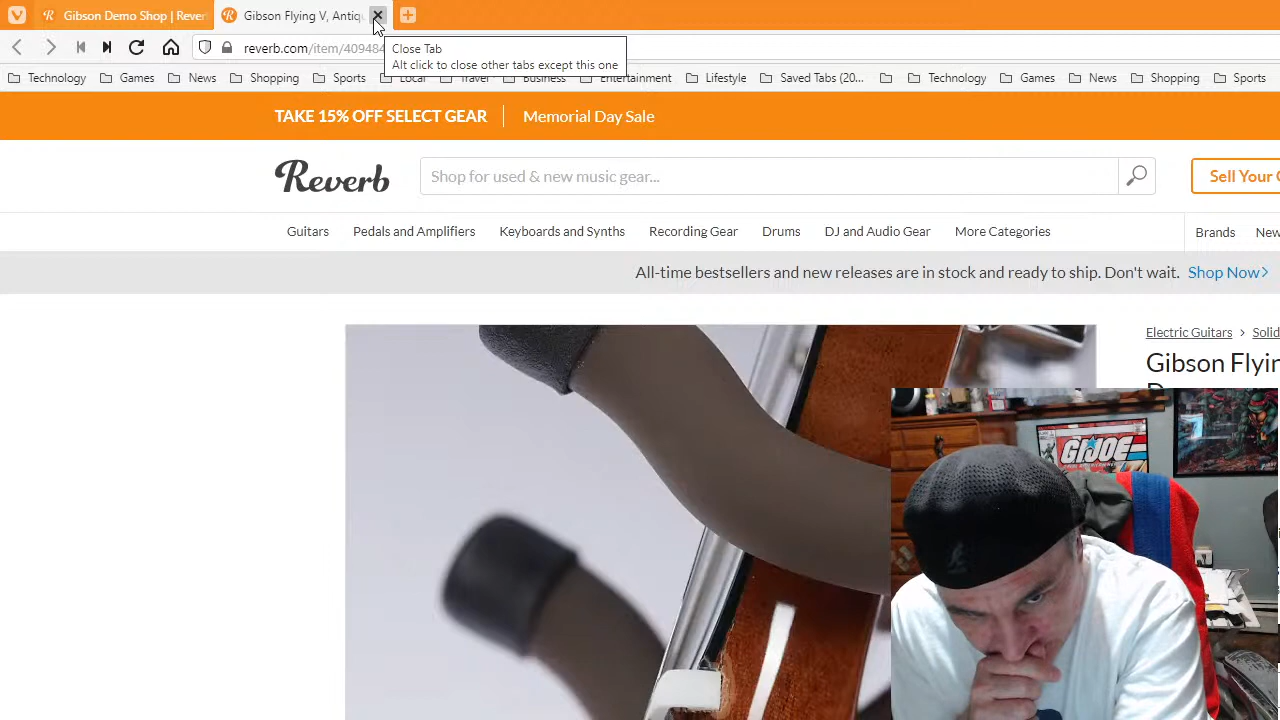 Gibson Demo Shop | Rever
Gibson Flying V, Antiqu
reverb.com/item/409484
Close Tab
Alt click to close other tabs except this one
Technology
Games
News
Shopping
Sports
Local
Travel
Business
Entertainment
Lifestyle
Saved Tabs (20...
Technology
Games
News
Shopping
Sports
TAKE 15% OFF SELECT GEAR
Memorial Day Sale
Reverb
Shop for used & new music gear...
Sell Your
Guitars
Pedals and Amplifiers
Keyboards and Synths
Recording Gear
Drums
DJ and Audio Gear
More Categories
Brands
New
All-time bestsellers and new releases are in stock and ready to ship. Don't wait. Shop Now
Electric Guitars > Solid
Gibson Flyin
GI JOE